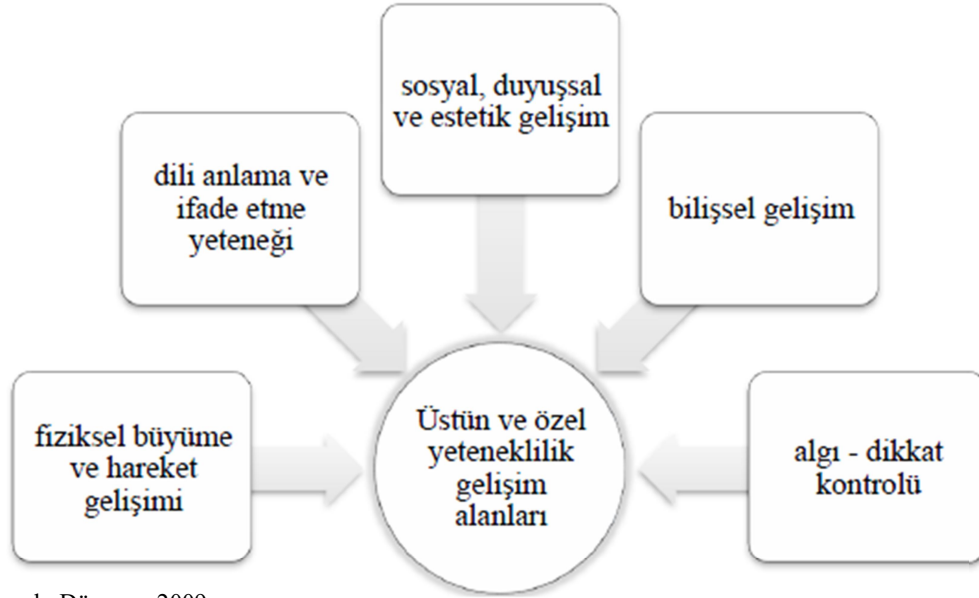 sosyal, duyuşsal
ve estetik gelişim
dili anlama ve
ifade etme
yeteneği
bilişsel gelişim
fiziksel büyüme
ve hareket
gelişimi
Üstün ve özel
yeteneklilik
gelişim
alanları
algı - dikkat
kontrolü
2009